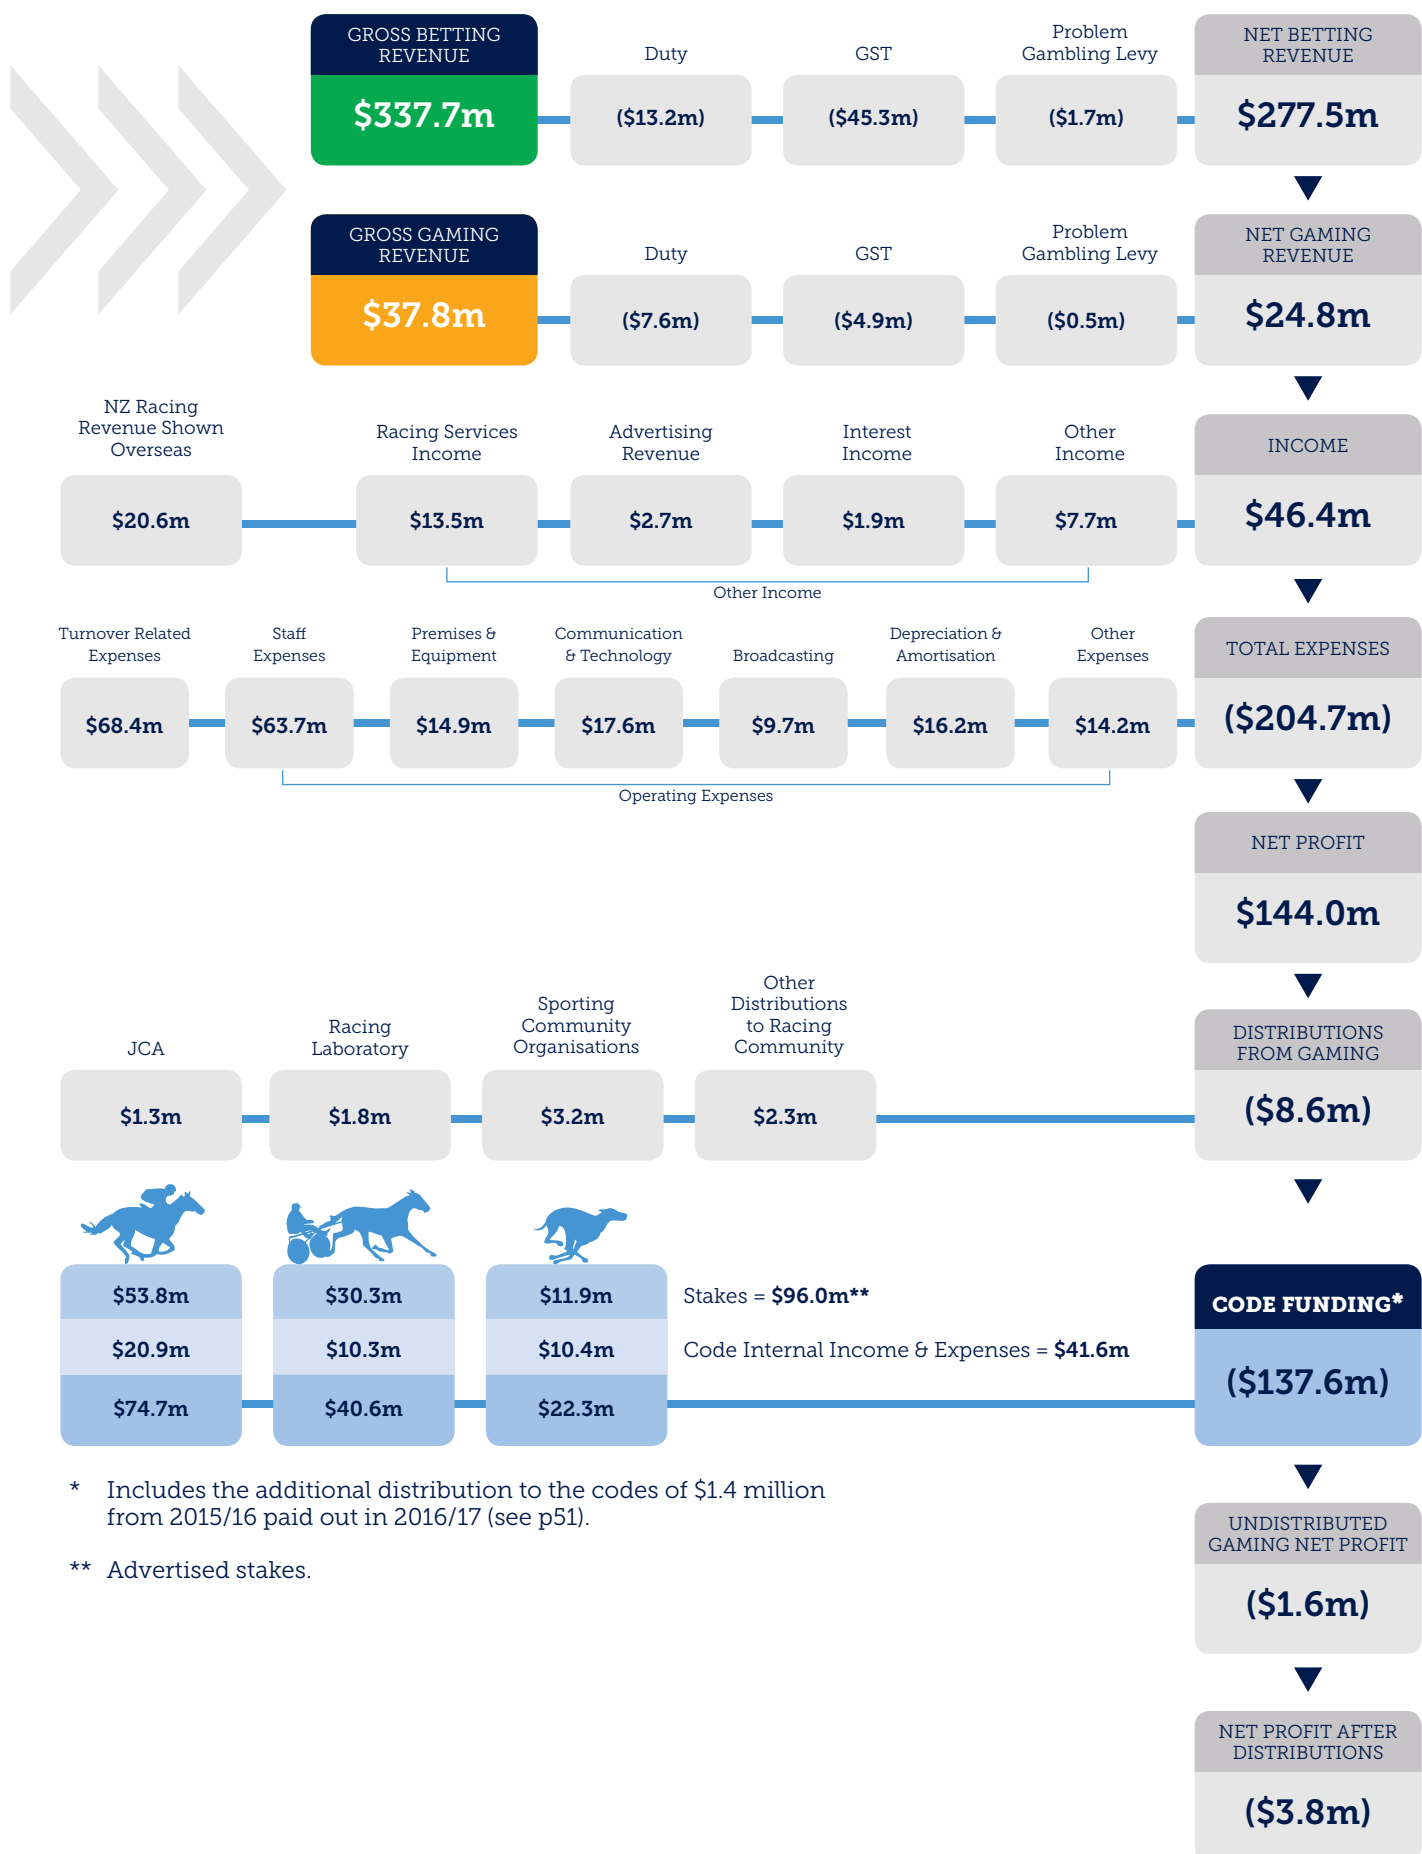 GROSS BETTING
REVENUE
$337.7m
Duty
($13.2m)
GST
($45.3m)
Problem
Gambling Levy
($1.7m)
NET BETTING
REVENUE
$277.5m
GROSS GAMING
REVENUE
$37.8m
Duty
($7.6m)
GST
($4.9m)
Problem
Gambling Levy
($0.5m)
NET GAMING
REVENUE
$24.8m
NZ Racing
Revenue Shown
Overseas
$20.6m
Racing Services
Income
$13.5m
Advertising
Revenue
$2.7m
Interest
Income
$1.9m
Other
Income
$7.7m
Other Income
INCOME
$46.4m
Turnover Related
Expenses
$68.4m
Staff
Expenses
$63.7m
Premises &
Equipment
$14.9m
Communication
& Technology
$17.6m
Broadcasting
$9.7m
Depreciation &
Amortisation
$16.2m
Other
Expenses
$14.2m
Operating Expenses
TOTAL EXPENSES
($204.7m)
NET PROFIT
$144.0m
JCA
$1.3m
Racing
Laboratory
$1.8m
Sporting
Community
Organisations
$3.2m
Other
Distributions
to Racing
Community
$2.3m
DISTRIBUTIONS
FROM GAMING
($8.6m)
$53.8m
$30.3m
$11.9m
Stakes = $96.0m**
$20.9m
$10.3m
$10.4m
Code Internal Income & Expenses = $41.6m
$74.7m
$40.6m
$22.3m
CODE FUNDING*
($137.6m)
* Includes the additional distribution to the codes of $1.4 million
from 2015/16 paid out in 2016/17 (see p51).
** Advertised stakes.
UNDISTRIBUTED
GAMING NET PROFIT
($1.6m)
NET PROFIT AFTER
DISTRIBUTIONS
($3.8m)